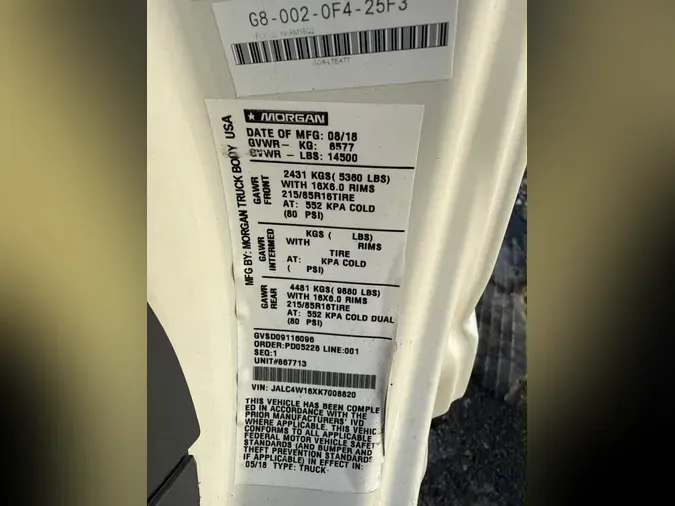 G8-002-0F4-25F3
MORGAN
MFG BY: MORGAN TRUCK BODY USA
DATE OF MFG: 08/18
GVWR- KG: 6577
GVWR- LBS: 14500
GAWR FRONT
2431 KGS( 5360 LBS)
WITH 16X6.0 RIMS
215/85R16TIRE
AT: 552 KPA COLD
(80 PSI)
GAWR INTERMED
KGS ( LBS)
WITH RIMS
TIRE
AT: KPA COLD
( PSI)
GAWR REAR
4481 KGS( 9880 LBS)
WITH 16X6.0 RIMS
215/85R16TIRE
AT: 552 KPA COLD DUAL
(80 PSI)
GVSD09116096
ORDER:PD05226 LINE:001
SEQ:1
UNIT#667713
VIN: JALC4W16XK7008820
THIS VEHICLE HAS BEEN COMPLE
ED IN ACCORDANCE WITH THE
PRIOR MANUFACTURERS' IVD
WHERE APPLICABLE. THIS VEHIC
CONFORMS TO ALL APPLICABLE
FEDERAL MOTOR VEHICLE SAFET
STANDARDS (AND BUMPER AND
THEFT PREVENTION STANDARDS
IF APPLICABLE) IN EFFECT IN:
05/18 TYPE: TRUCK